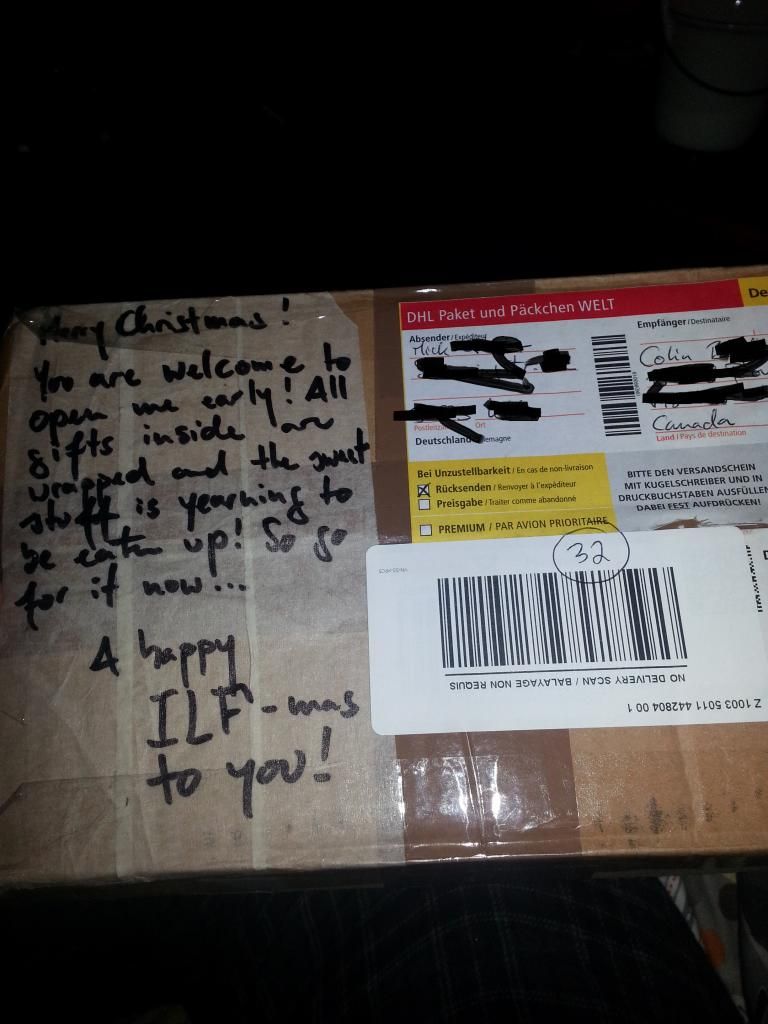 Merry Christmas!
You are welcome to
open me early! All
gifts inside are
wrapped and the sweet
stuff is yearning to
be eaten up! So go
for it now...
A happy
ILF-mas
to you!
DHL Paket und Päckchen WELT
De
Absender / Expéditeur
Empfänger / Destinataire
Colin
Ort
Canada
Deutschland
Land / Pays de destination
Bei Unzustellbarkeit / En cas de non-livraison
Rücksenden / Renvoyer à l'expéditeur
Preisgabe / Traiter comme abandonné
PREMIUM / PAR AVION PRIORITAIRE
BITTE DEN VERSANDSCHEIN
MIT KUGELSCHREIBER UND IN
DRUCKBUCHSTABEN AUSFÜLLEN
DABEI FEST AUFDRÜCKEN!
32
NO DELIVERY SCAN / BALAYAGE NON REQUIS
Z 1003 5011 442804 00 1